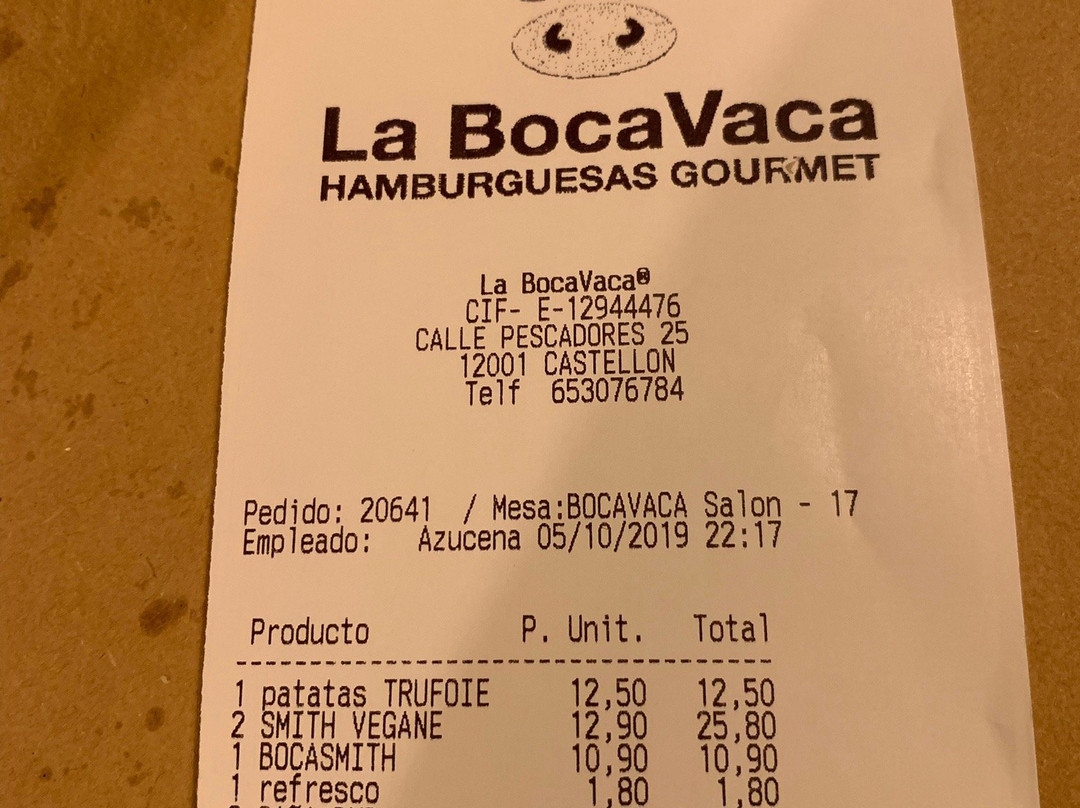 La BocaVaca
HAMBURGUESAS GOURMET
La BocaVaca®
CIF- E-12944476
CALLE PESCADORES 25
12001 CASTELLON
Telf 653076784
Pedido: 20641 / Mesa:BOCAVACA Salon - 17
Empleado: Azucena 05/10/2019 22:17
Producto P. Unit. Total
1 patatas TRUFOIE 12,50 12,50
2 SMITH VEGANE 12,90 25,80
1 BOCASMITH 10,90 10,90
1 refresco 1,80 1,80